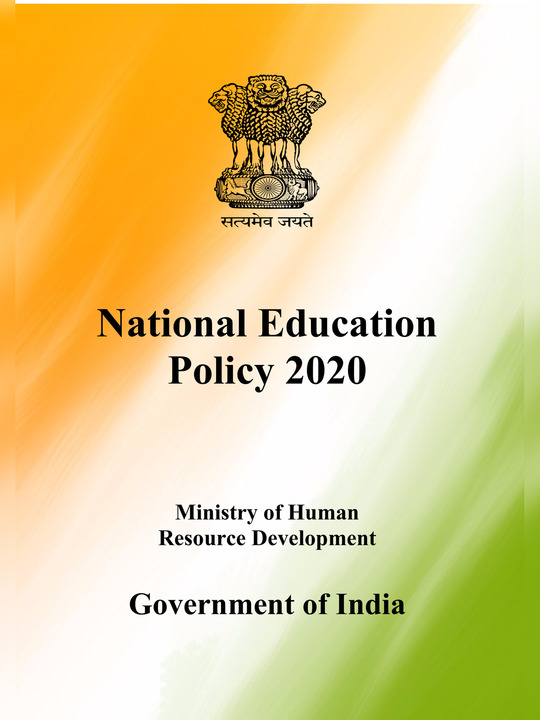 सत्यमेव जयते
National Education
Policy 2020
Ministry of Human
Resource Development
Government of India